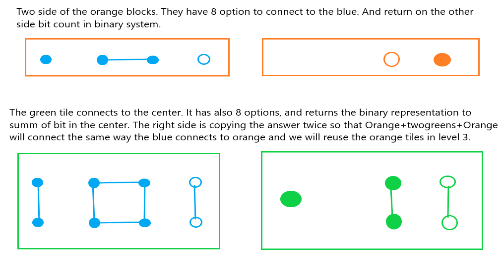 Two side of the orange blocks. They have 8 option to connect to the blue. And return on the other
side bit count in binary system.
The green tile connects to the center. It has also 8 options, and returns the binary representation to
summ of bit in the center. The right side is copying the answer twice so that Orange+twogreens+Orange
will connect the same way the blue connects to orange and we will reuse the orange tiles in level 3.